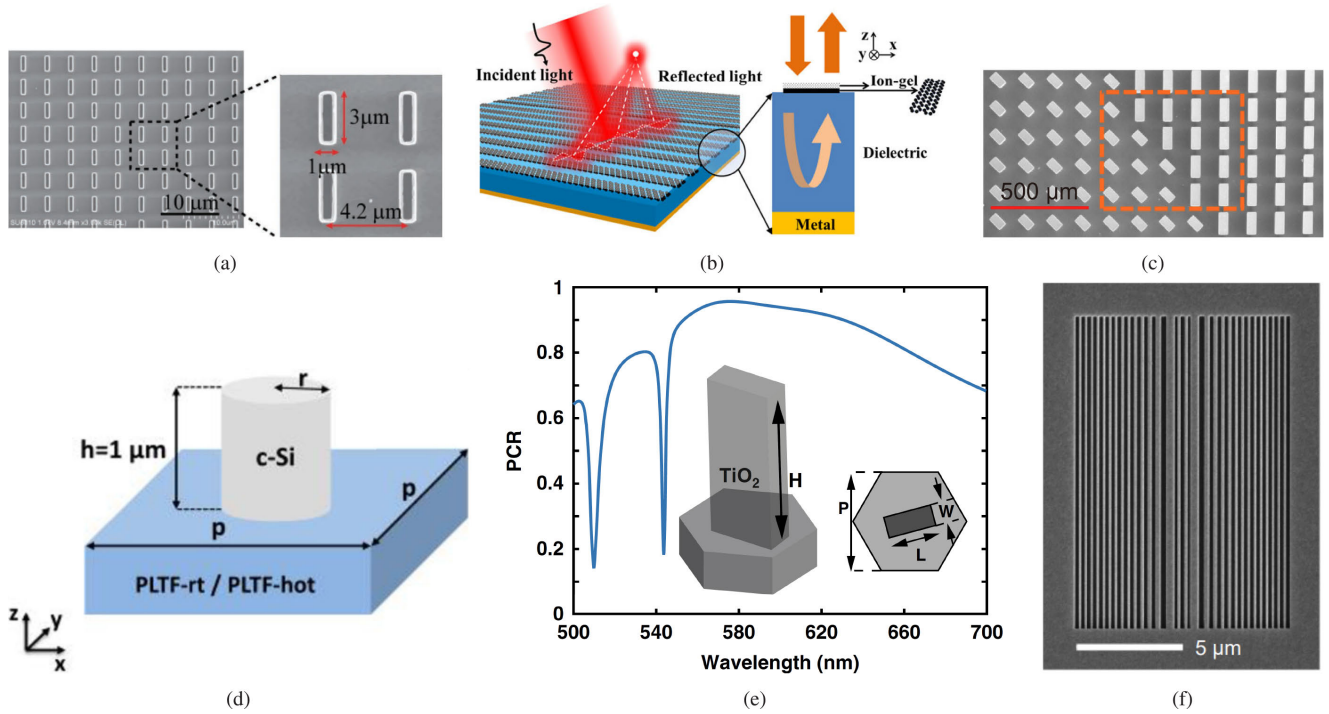 3μm
1μm
4.2 μm
10 μm
(a)
Incident light
Reflected light
z
y
x
Ion-gel
Dielectric
Metal
(b)
500 μm
(c)
r
h=1 μm
c-Si
p
p
PLTF-rt / PLTF-hot
z
y
x
(d)
PCR
1
0.8
0.6
0.4
0.2
0
500
540
580
620
660
700
Wavelength (nm)
TiO2
H
P
W
L
(e)
5 μm
(f)